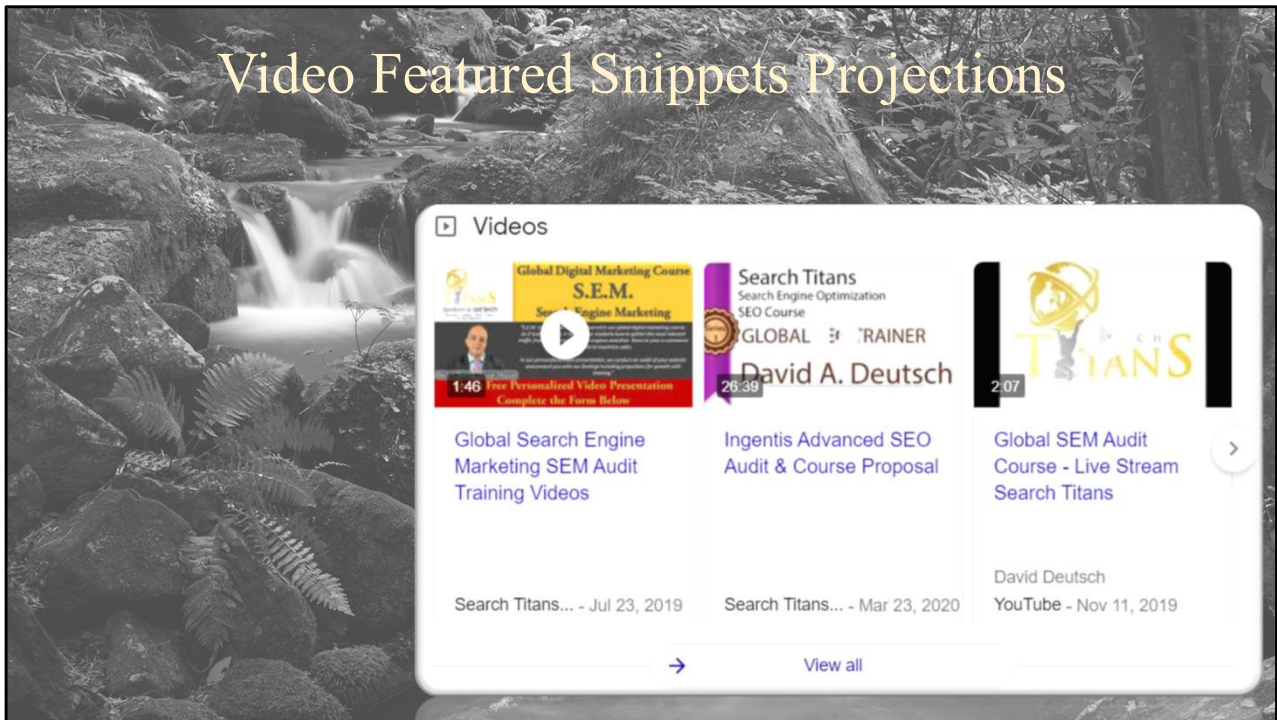 Video Featured Snippets Projections
Videos
Global Digital Marketing Course
S.E.M.
Engine Marketing
1:46 Free Personalized Video Presentation
Complete the Form Below
Search Titans
Search Engine Optimization
SEO Course
GLOBAL TRAINER
David A. Deutsch
26:39
TITANS
2:07
Global Search Engine
Marketing SEM Audit
Training Videos
Search Titans... - Jul 23, 2019
Ingentis Advanced SEO
Audit & Course Proposal
Search Titans... - Mar 23, 2020
Global SEM Audit
Course - Live Stream
Search Titans
David Deutsch
YouTube - Nov 11, 2019
View all